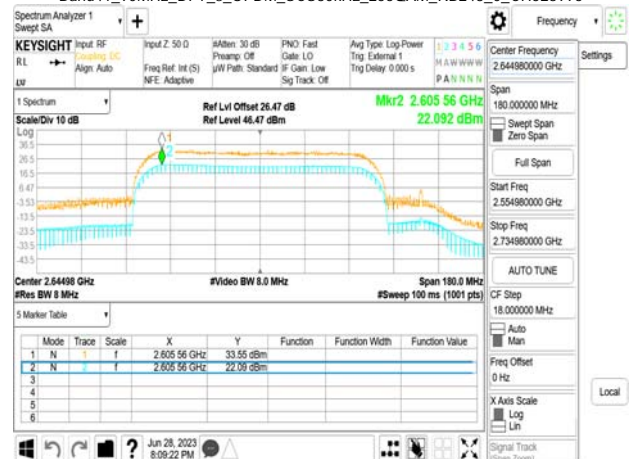 Spectrum Analyzer 1
Swept SA
Frequency
KEYSIGHT
RL
Input: RF
Coupling: DC
Align: Auto
Input Z: 50 Ω
Freq Ref: Int (S)
NFE: Adaptive
#Atten: 30 dB
Preamp: Off
µW Path: Standard
PNO: Fast
Gate: LO
IF Gain: Low
Sig Track: Off
Avg Type: Log-Power
Trig: External 1
Trig Delay: 0.000 s
1 2 3 4 5 6
M A W W W W
P A N N N N
1 Spectrum
Scale/Div 10 dB
Ref Lvl Offset 26.47 dB
Ref Level 46.47 dBm
Mkr2 2.605 56 GHz
22.092 dBm
Log
36.5
26.5
16.5
6.47
-3.53
-13.5
-23.5
-33.5
-43.5
1
2
Center 2.64498 GHz
#Res BW 8 MHz
#Video BW 8.0 MHz
Span 180.0 MHz
#Sweep 100 ms (1001 pts)
5 Marker Table
Mode Trace Scale X Y Function Function Width Function Value
1 N 1 f 2.605 56 GHz 33.55 dBm
2 N 2 f 2.605 56 GHz 22.09 dBm
3
4
5
6
Jun 28, 2023
8:09:22 PM
Center Frequency
2.644980000 GHz
Settings
Span
180.000000 MHz
Swept Span
Zero Span
Full Span
Start Freq
2.554980000 GHz
Stop Freq
2.734980000 GHz
AUTO TUNE
CF Step
18.000000 MHz
Auto
Man
Freq Offset
0 Hz
X Axis Scale
Log
Lin
Local
Signal Track